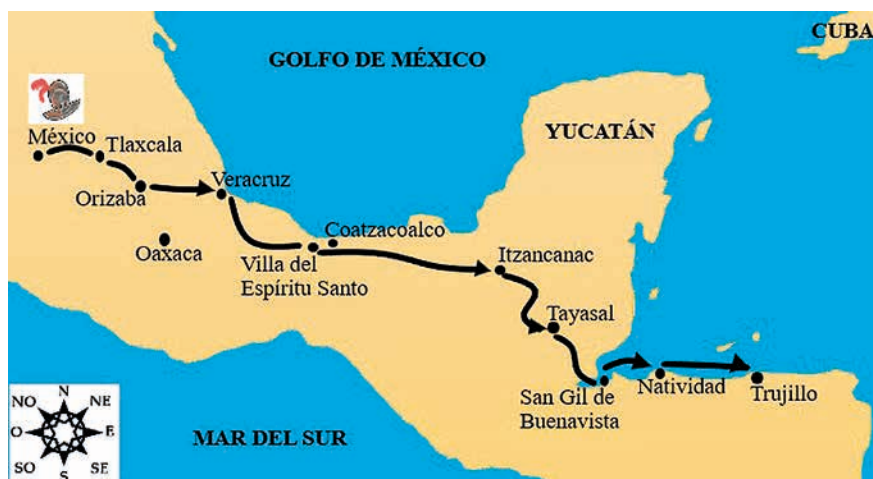 CUBA
GOLFO DE MÉXICO
YUCATÁN
México
Tlaxcala
Orizaba
Veracruz
Oaxaca
Villa del
Espíritu Santo
Coatzacoalco
Itzancanac
Tayasal
San Gil de
Buenavista
Natividad
Trujillo
MAR DEL SUR
N
NO
NE
O
E
SO
SE
S